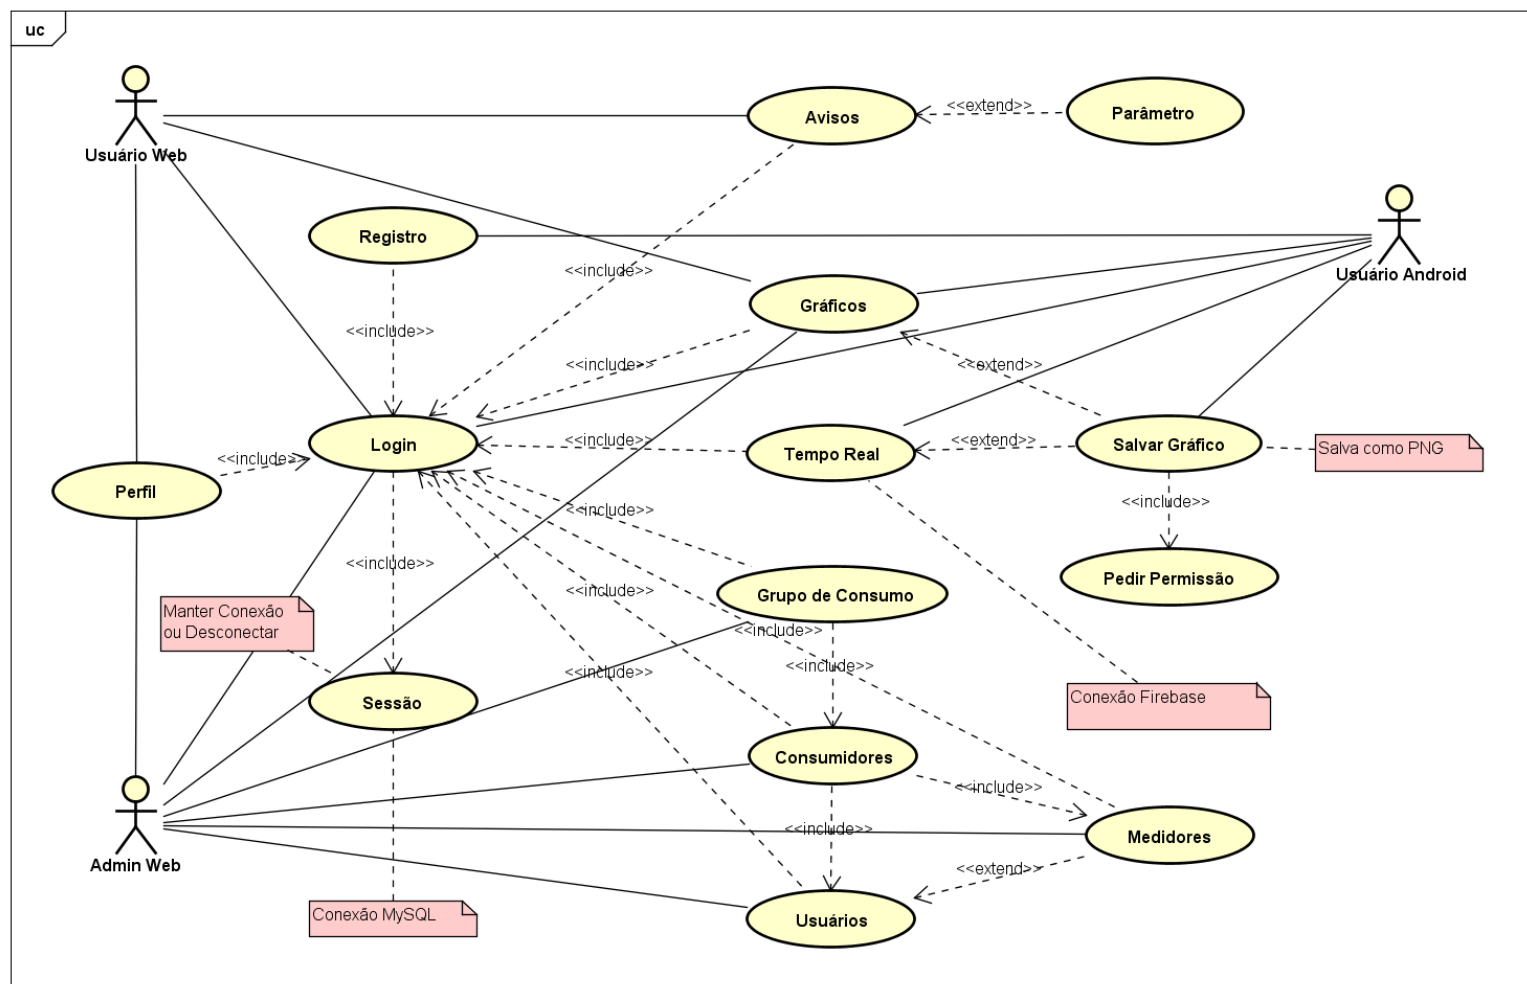 uc
Usuário Web
Avisos
<<extend>>
Parâmetro
Registro
Usuário Android
<<include>>
Gráficos
<<include>>
<<include>>
<<extend>>
Login
<<include>>
Tempo Real
<<extend>>
Salvar Gráfico
Salva como PNG
<<include>>
Perfil
<<include>>
<<include>>
<<include>>
Pedir Permissão
<<include>>
Grupo de Consumo
Manter Conexão
ou Desconectar
<<include>>
<<include>>
<<include>>
Sessão
Conexão Firebase
Consumidores
<<include>>
<<include>>
Medidores
Admin Web
<<extend>>
Conexão MySQL
Usuários